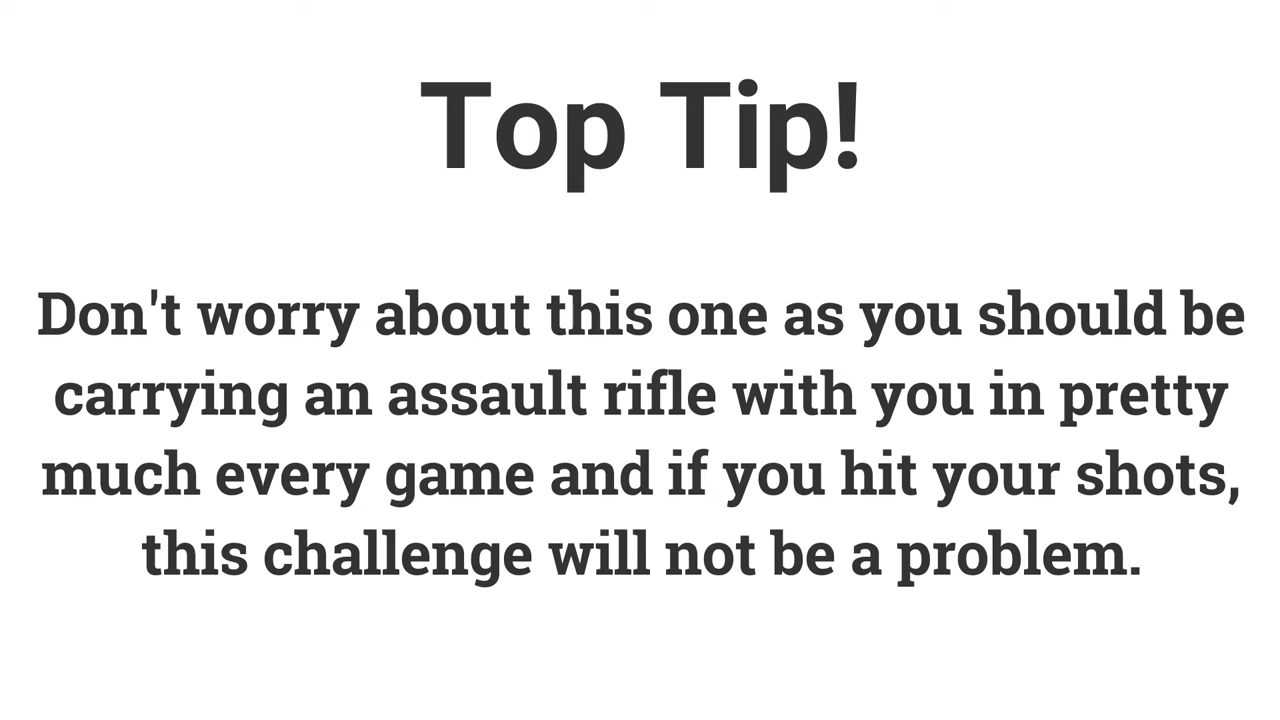 Top Tip!
Don't worry about this one as you should be
carrying an assault rifle with you in pretty
much every game and if you hit your shots,
this challenge will not be a problem.